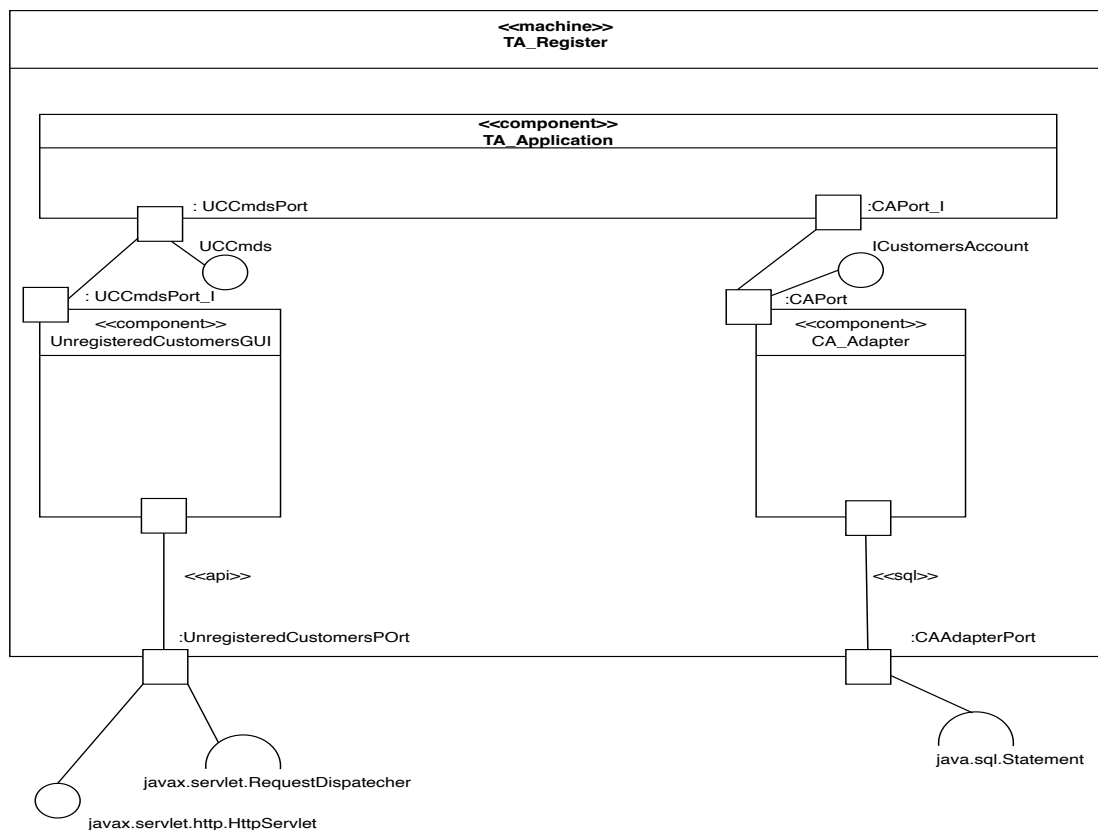 <<machine>>
TA_Register
<<component>>
TA_Application
: UCCmdsPort
:CAPort_I
UCCmds
ICustomersAccount
: UCCmdsPort_I
:CAPort
<<component>>
UnregisteredCustomersGUI
<<component>>
CA_Adapter
<<api>>
<<sql>>
:UnregisteredCustomersPOrt
:CAAdapterPort
java.sql.Statement
javax.servlet.RequestDispatecher
javax.servlet.http.HttpServlet